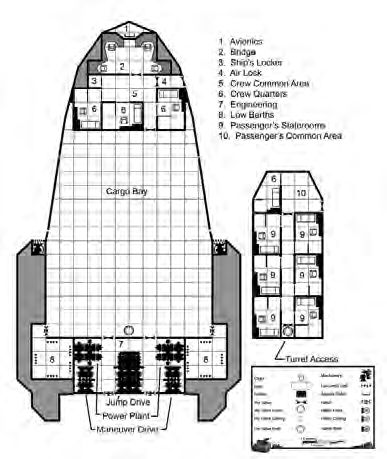 1. Avionics
2. Bridge
3. Ship's Locker
4. Air Lock
5. Crew Common Area
6. Crew Quarters
7. Engineering
8. Low Berths
9. Passenger's Staterooms
10. Passenger's Common Area
1
2
3
4
5
6
6
6
Cargo Bay
7
8
8
Jump Drive
Power Plant
Maneuver Drive
6
10
9
9
9
9
9
9
Turret Access